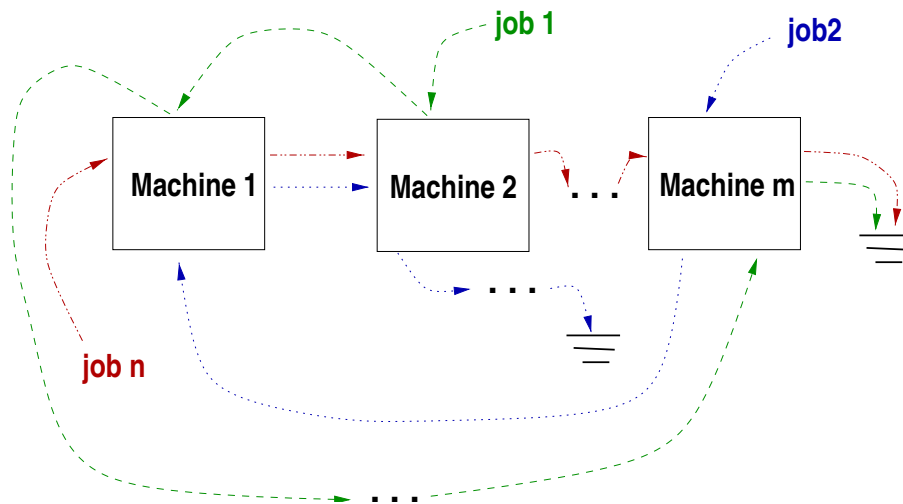 job 1
job2
Machine 1
Machine 2
. . .
Machine m
. . .
job n
. . .